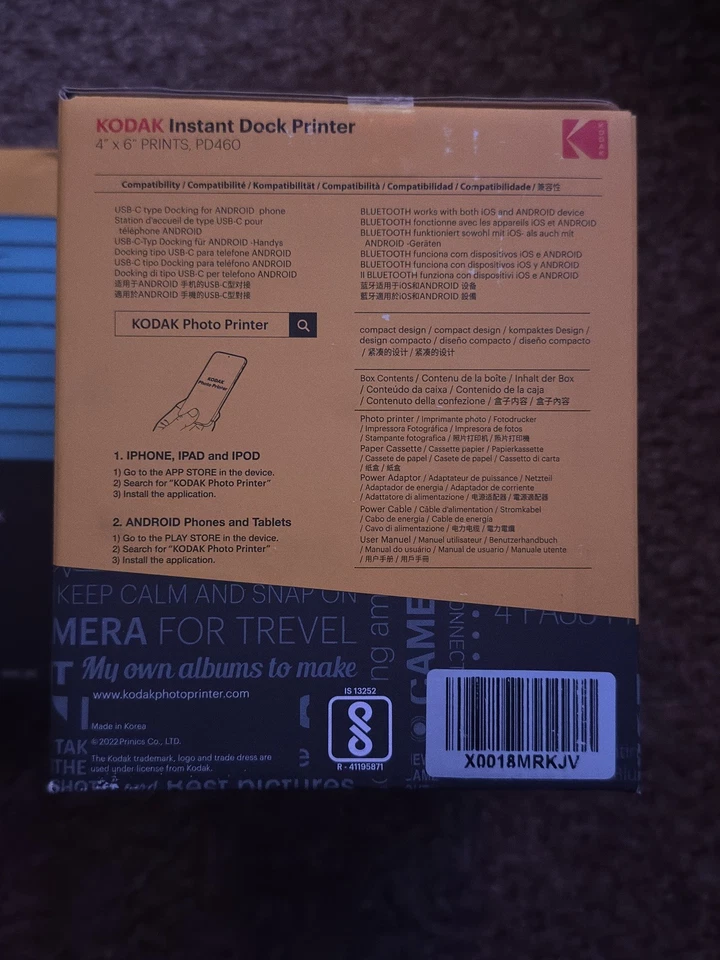 KODAK Instant Dock Printer
4" x 6" PRINTS, PD460
KODAK
Compatibility / Compatibilité / Kompatibilität / Compatibilità / Compatibilidad / Compatibilidade / 兼容性
USB-C type Docking for ANDROID phone
Station d'accueil de type USB-C pour
téléphone ANDROID
USB-C-Typ Docking für ANDROID -Handys
Docking tipo USB-C para telefone ANDROID
USB-C tipo Docking para teléfono ANDROID
Docking di tipo USB-C per telefono ANDROID
适用于ANDROID 手机的USB-C型对接
適用於ANDROID 手機的USB-C型對接
BLUETOOTH works with both iOS and ANDROID device
BLUETOOTH fonctionne avec les appareils iOS et ANDROID
BLUETOOTH funktioniert sowohl mit iOS- als auch mit
ANDROID -Geräten
BLUETOOTH funciona com dispositivos iOS e ANDROID
BLUETOOTH funciona con dispositivos iOS y ANDROID
Il BLUETOOTH funziona con dispositivi iOS e ANDROID
蓝牙适用于iOS和ANDROID 设备
藍牙適用於iOS和ANDROID 設備
KODAK Photo Printer
KODAK
Photo Printer
1. IPHONE, IPAD and IPOD
1) Go to the APP STORE in the device.
2) Search for "KODAK Photo Printer"
3) Install the application.
2. ANDROID Phones and Tablets
1) Go to the PLAY STORE in the device.
2) Search for "KODAK Photo Printer"
3) Install the application.
compact design / compact design / kompaktes Design /
design compacto / diseño compacto / diseño compacto
/ 紧凑的设计 / 紧凑的设计
Box Contents / Contenu de la boîte / Inhalt der Box
/ Conteúdo da caixa / Contenido de la caja
/ Contenuto della confezione / 盒子内容 / 盒子內容
Photo printer / Imprimante photo / Fotodrucker
/ Impressora Fotográfica / Impresora de fotos
/ Stampante fotografica / 照片打印机 / 照片打印機
Paper Cassette / Cassette papier / Papierkassette
/ Cassete de papel / Casete de papel / Cassetto di carta
/ 纸盒 / 紙盒
Power Adaptor / Adaptateur de puissance / Netzteil
/ Adaptador de energia / Adaptador de corriente
/ Adattatore di alimentazione / 电源适配器 / 電源適配器
Power Cable / Câble d'alimentation / Stromkabel
/ Cabo de energia / Cable de energia
/ Cavo di alimentazione / 电力电缆 / 電力電纜
User Manuel / Manuel utilisateur / Benutzerhandbuch
/ Manual do usuário / Manual de usuario / Manuale utente
/ 用户手册 / 用戶手冊
KEEP CALM AND SNAP ON
MERA FOR TREVEL
My own albums to make
www.kodakphotoprinter.com
Made in Korea
©2022 Prinics Co., LTD.
The Kodak trademark, logo and trade dress are
used under license from Kodak.
TAK
THE
SHOT
Best pictures
ng am
CAME
ONNECT
4 PASS
IS 13252
R - 41195871
X0018MRKJV